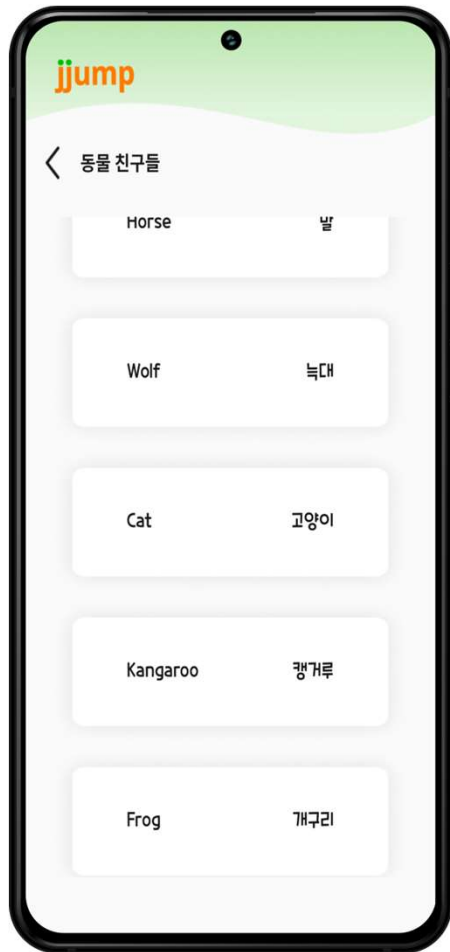 jjump
동물 친구들
Horse 말
Wolf 늑대
Cat 고양이
Kangaroo 캥거루
Frog 개구리